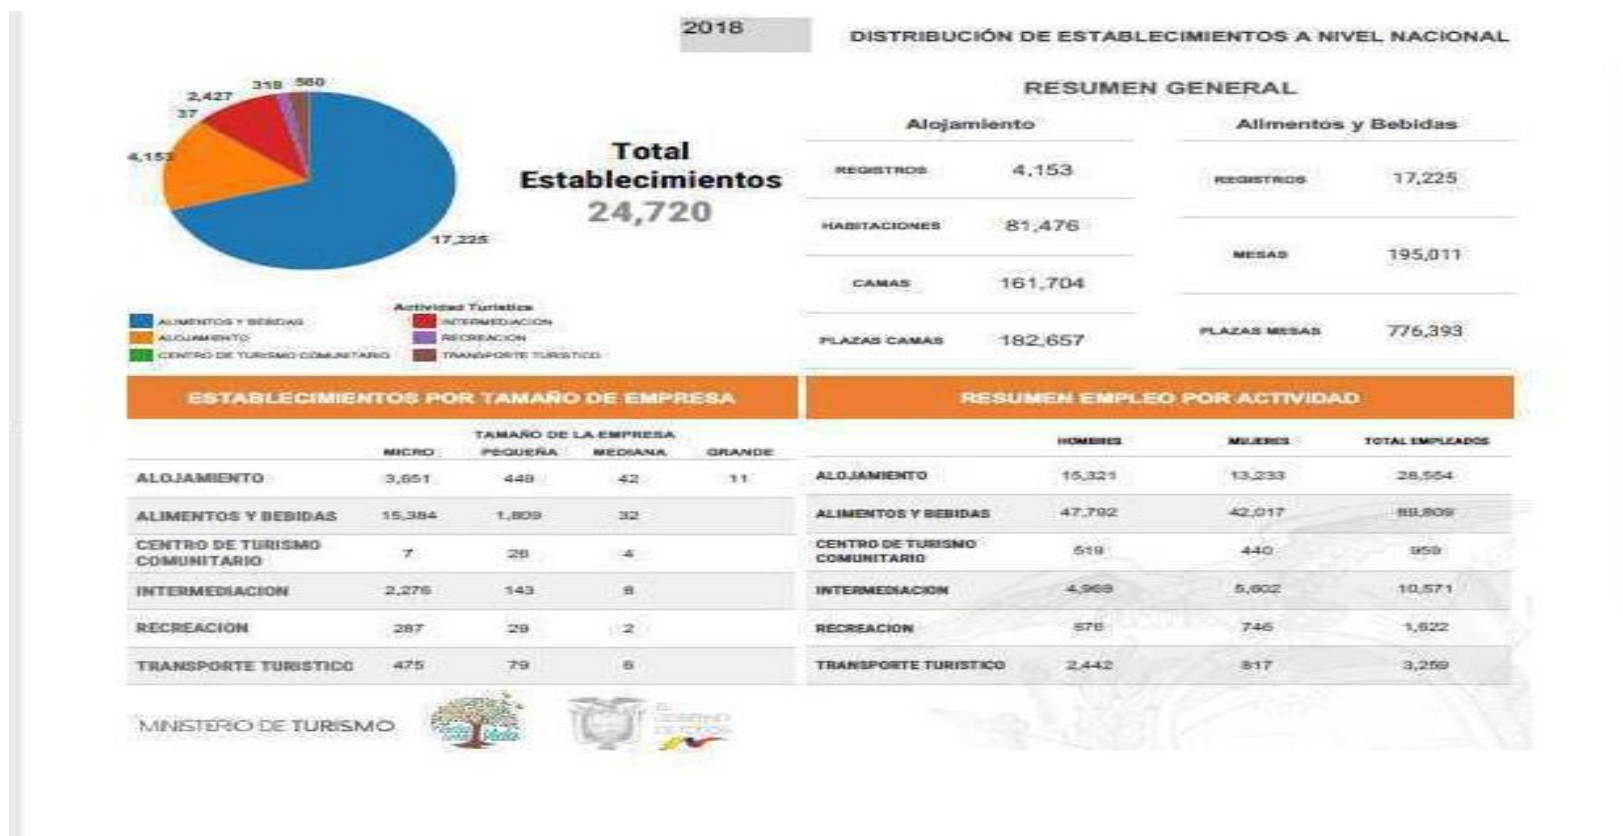 2018
DISTRIBUCIÓN DE ESTABLECIMIENTOS A NIVEL NACIONAL
2,427
318
560
37
4,153
17,225
Total
Establecimientos
24,720
Actividad Turistica
ALIMENTOS Y BEBIDAS
INTERMEDIACION
ALOJAMIENTO
RECREACION
CENTRO DE TURISMO COMUNITARIO
TRANSPORTE TURISTICO
RESUMEN GENERAL
Alojamiento
REGISTROS 4,153
HABITACIONES 81,476
CAMAS 161,704
PLAZAS CAMAS 182,657
Alimentos y Bebidas
REGISTROS 17,225
MESAS 195,011
PLAZAS MESAS 776,393
ESTABLECIMIENTOS POR TAMAÑO DE EMPRESA
TAMAÑO DE LA EMPRESA
MICRO PEQUEÑA MEDIANA GRANDE
ALOJAMIENTO 3,651 449 42 11
ALIMENTOS Y BEBIDAS 15,384 1,809 32
CENTRO DE TURISMO
COMUNITARIO 7 26 4
INTERMEDIACION 2,276 143 8
RECREACION 287 29 2
TRANSPORTE TURISTICO 475 79 6
RESUMEN EMPLEO POR ACTIVIDAD
HOMBRES MUJERES TOTAL EMPLEADOS
ALOJAMIENTO 15,321 13,233 28,554
ALIMENTOS Y BEBIDAS 47,792 42,017 89,809
CENTRO DE TURISMO
COMUNITARIO 519 440 959
INTERMEDIACION 4,969 5,602 10,571
RECREACION 876 746 1,622
TRANSPORTE TURISTICO 2,442 817 3,259
MINISTERIO DE TURISMO